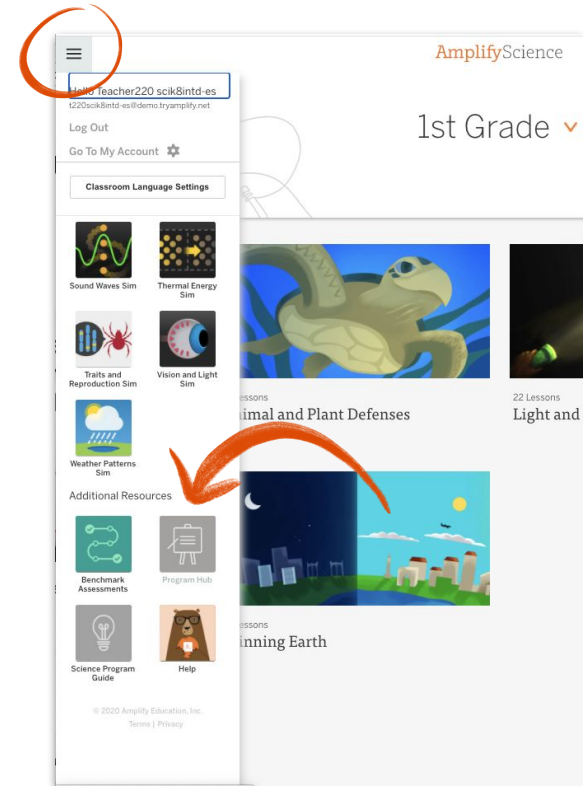 AmplifyScience
Hello Teacher220 scik8intd-es
t220scik8intd-es@demo.tryamplify.net
Log Out
Go To My Account
1st Grade
Classroom Language Settings
Sound Waves Sim
Thermal Energy
Sim
Traits and
Reproduction Sim
Vision and Light
Sim
Weather Patterns
Sim
Additional Resources
Benchmark
Assessments
Program Hub
Science Program
Guide
Help
© 2020 Amplify Education, Inc.
Terms | Privacy
essons
imal and Plant Defenses
22 Lessons
Light and
essons
inning Earth